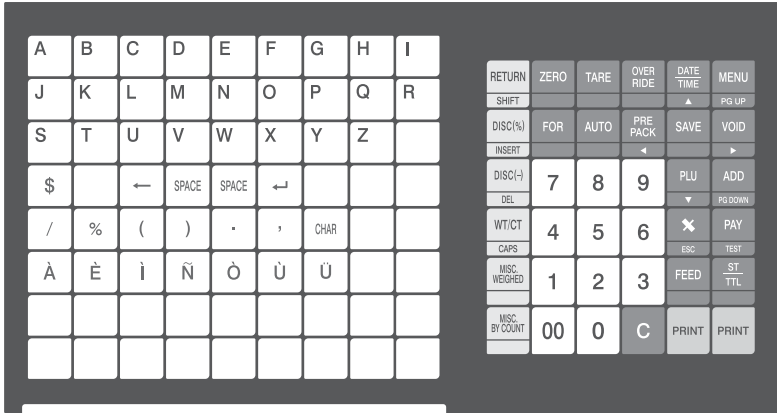 A B C D E F G H I
J K L M N O P Q R
S T U V W X Y Z
$ ← SPACE SPACE ↵
/ % ( ) · , CHAR
À È Ì Ñ Ò Ù Ü
RETURN ZERO TARE OVER RIDE DATE TIME MENU
SHIFT ▲ PG UP
DISC(%) FOR AUTO PRE PACK SAVE VOID
INSERT ◀ ▶
DISC(–) 7 8 9 PLU ADD
DEL ▼ PG DOWN
WT/CT 4 5 6 × PAY
CAPS ESC TEST
MISC. WEIGHED 1 2 3 FEED ST TTL
MISC. BY COUNT 00 0 C PRINT PRINT